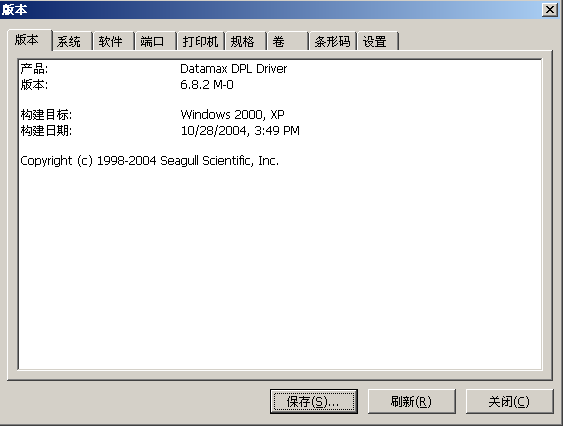 版本
版本 系统 软件 端口 打印机 规格 卷 条形码 设置
产品: Datamax DPL Driver
版本: 6.8.2 M-0
构建目标: Windows 2000, XP
构建日期: 10/28/2004, 3:49 PM
Copyright (c) 1998-2004 Seagull Scientific, Inc.
保存(S)... 刷新(R) 关闭(C)